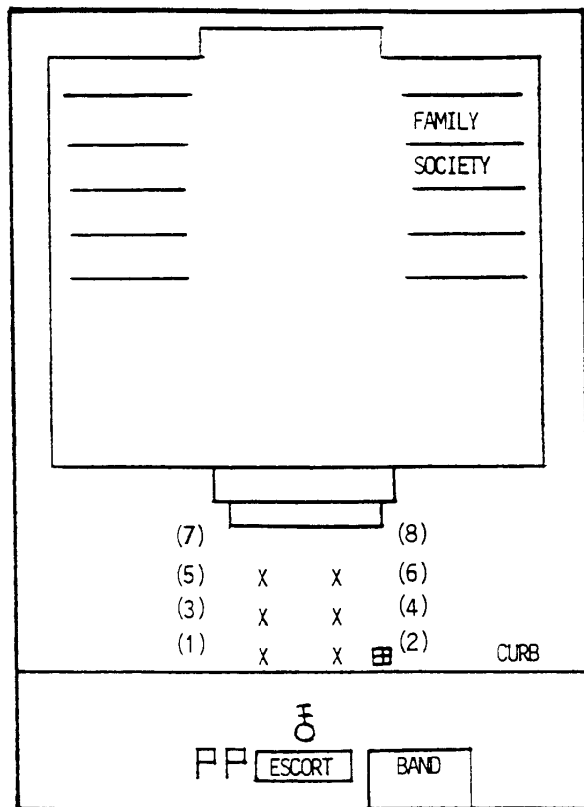 FAMILY
SOCIETY
(7) (8)
(5) X X (6)
(3) X X (4)
(1) X X (2) CURB
ESCORT BAND